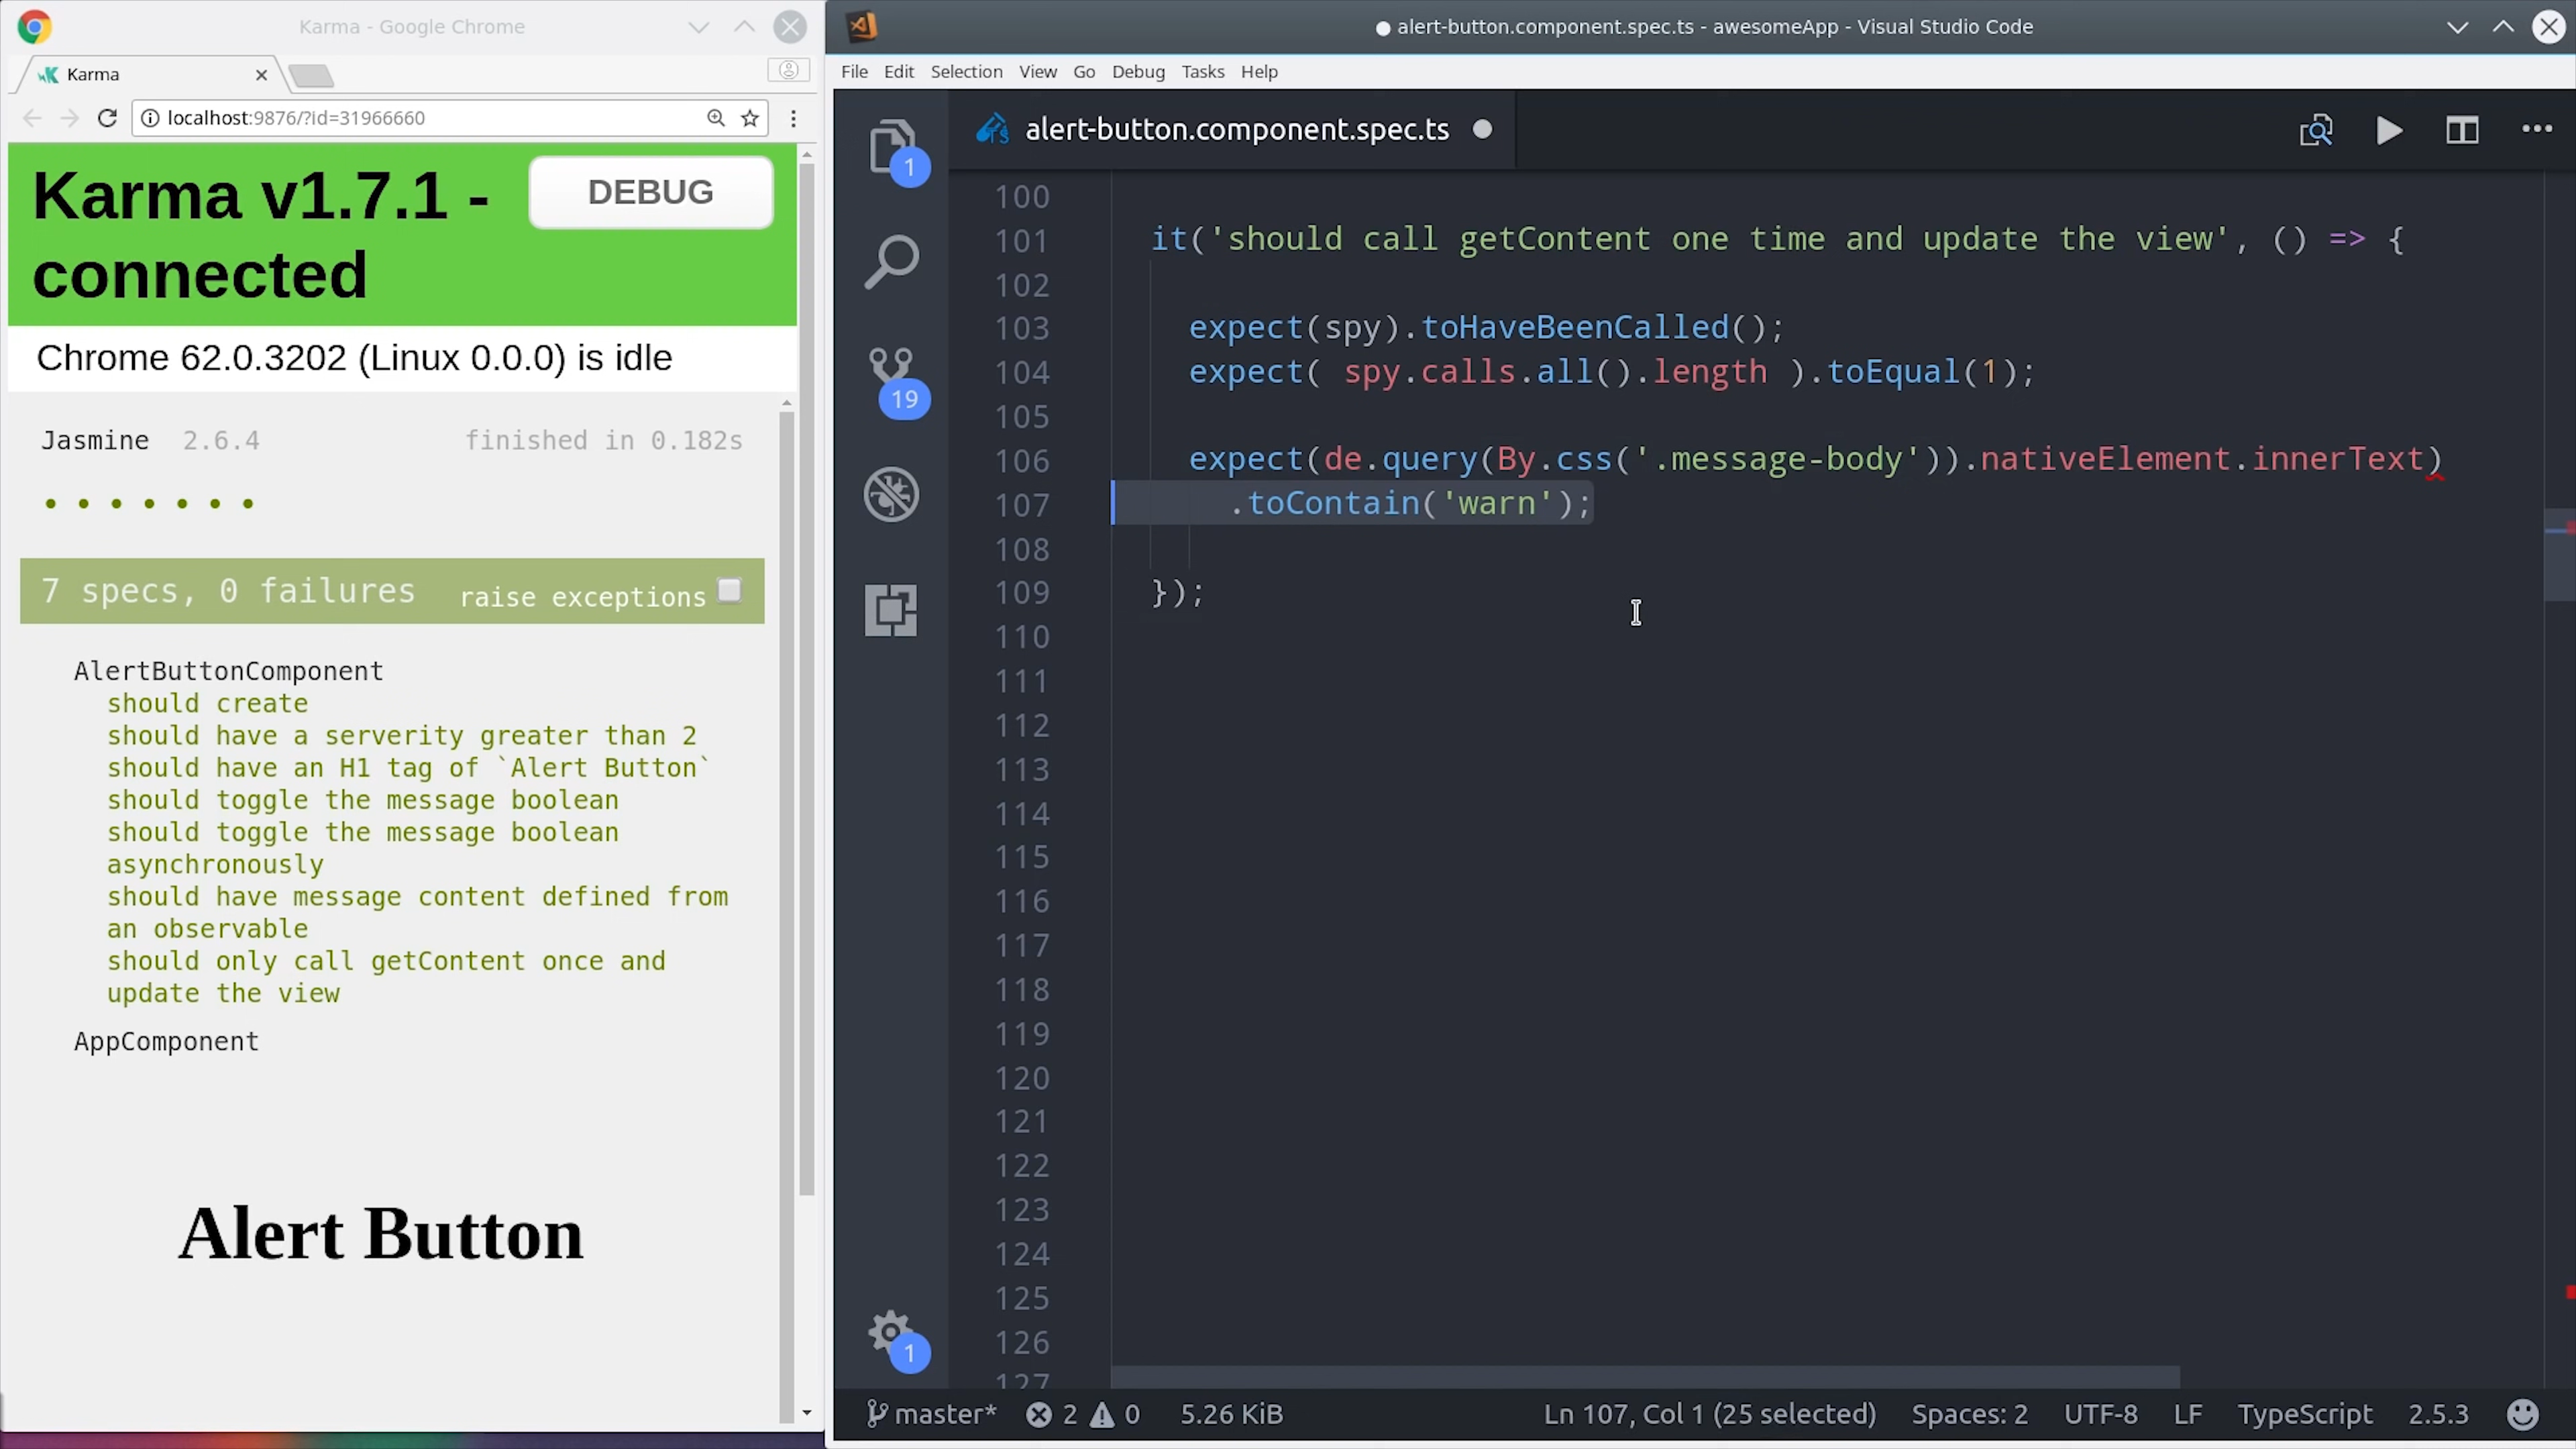 Karma - Google Chrome
Karma
localhost:9876/?id=31966660
Karma v1.7.1 - connected
DEBUG
Chrome 62.0.3202 (Linux 0.0.0) is idle
Jasmine 2.6.4 finished in 0.182s
7 specs, 0 failures raise exceptions
AlertButtonComponent
should create
should have a serverity greater than 2
should have an H1 tag of `Alert Button`
should toggle the message boolean
should toggle the message boolean
asynchronously
should have message content defined from
an observable
should only call getContent once and
update the view
AppComponent
Alert Button
alert-button.component.spec.ts - awesomeApp - Visual Studio Code
File Edit Selection View Go Debug Tasks Help
1
19
1
alert-button.component.spec.ts
100
101 it('should call getContent one time and update the view', () => {
102
103 expect(spy).toHaveBeenCalled();
104 expect( spy.calls.all().length ).toEqual(1);
105
106 expect(de.query(By.css('.message-body')).nativeElement.innerText)
107 .toContain('warn');
108
109 });
110
111
112
113
114
115
116
117
118
119
120
121
122
123
124
125
126
127
master* 2 0 5.26 KiB Ln 107, Col 1 (25 selected) Spaces: 2 UTF-8 LF TypeScript 2.5.3